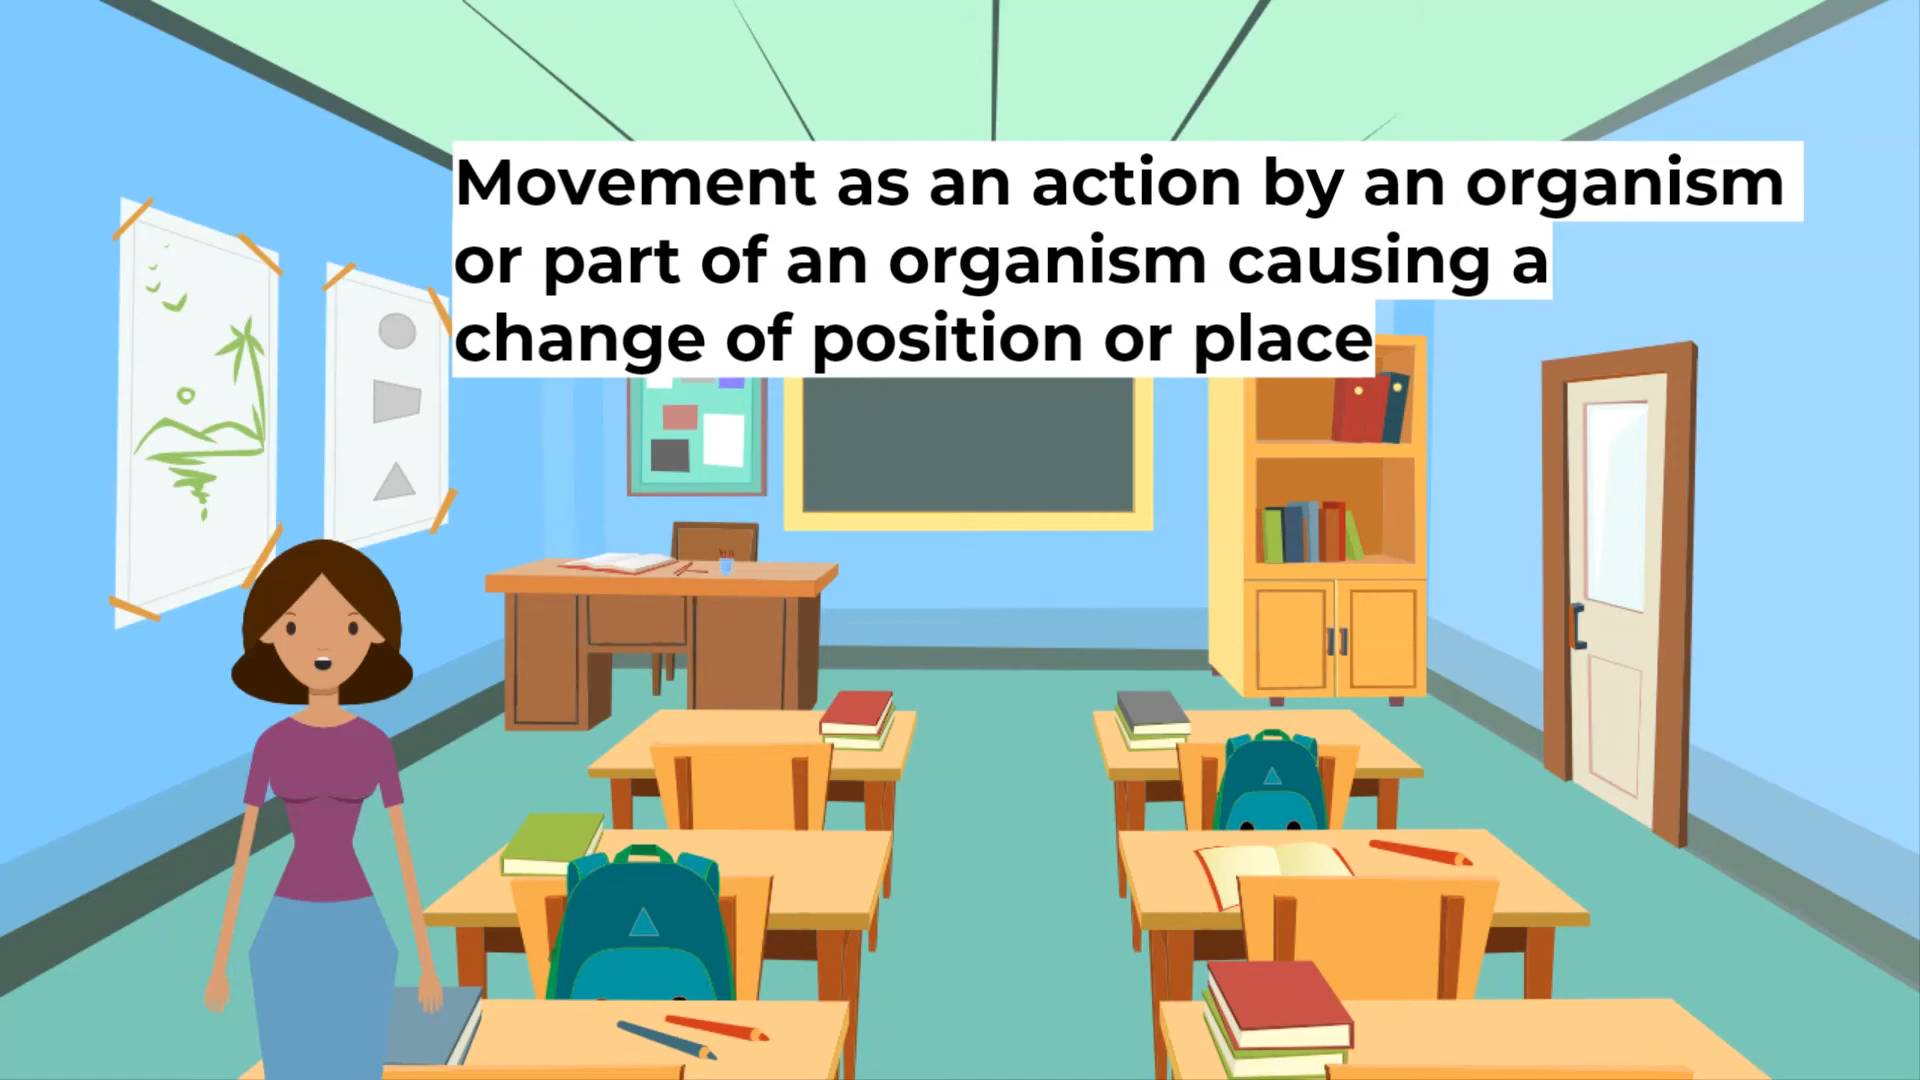 Movement as an action by an organism
or part of an organism causing a
change of position or place